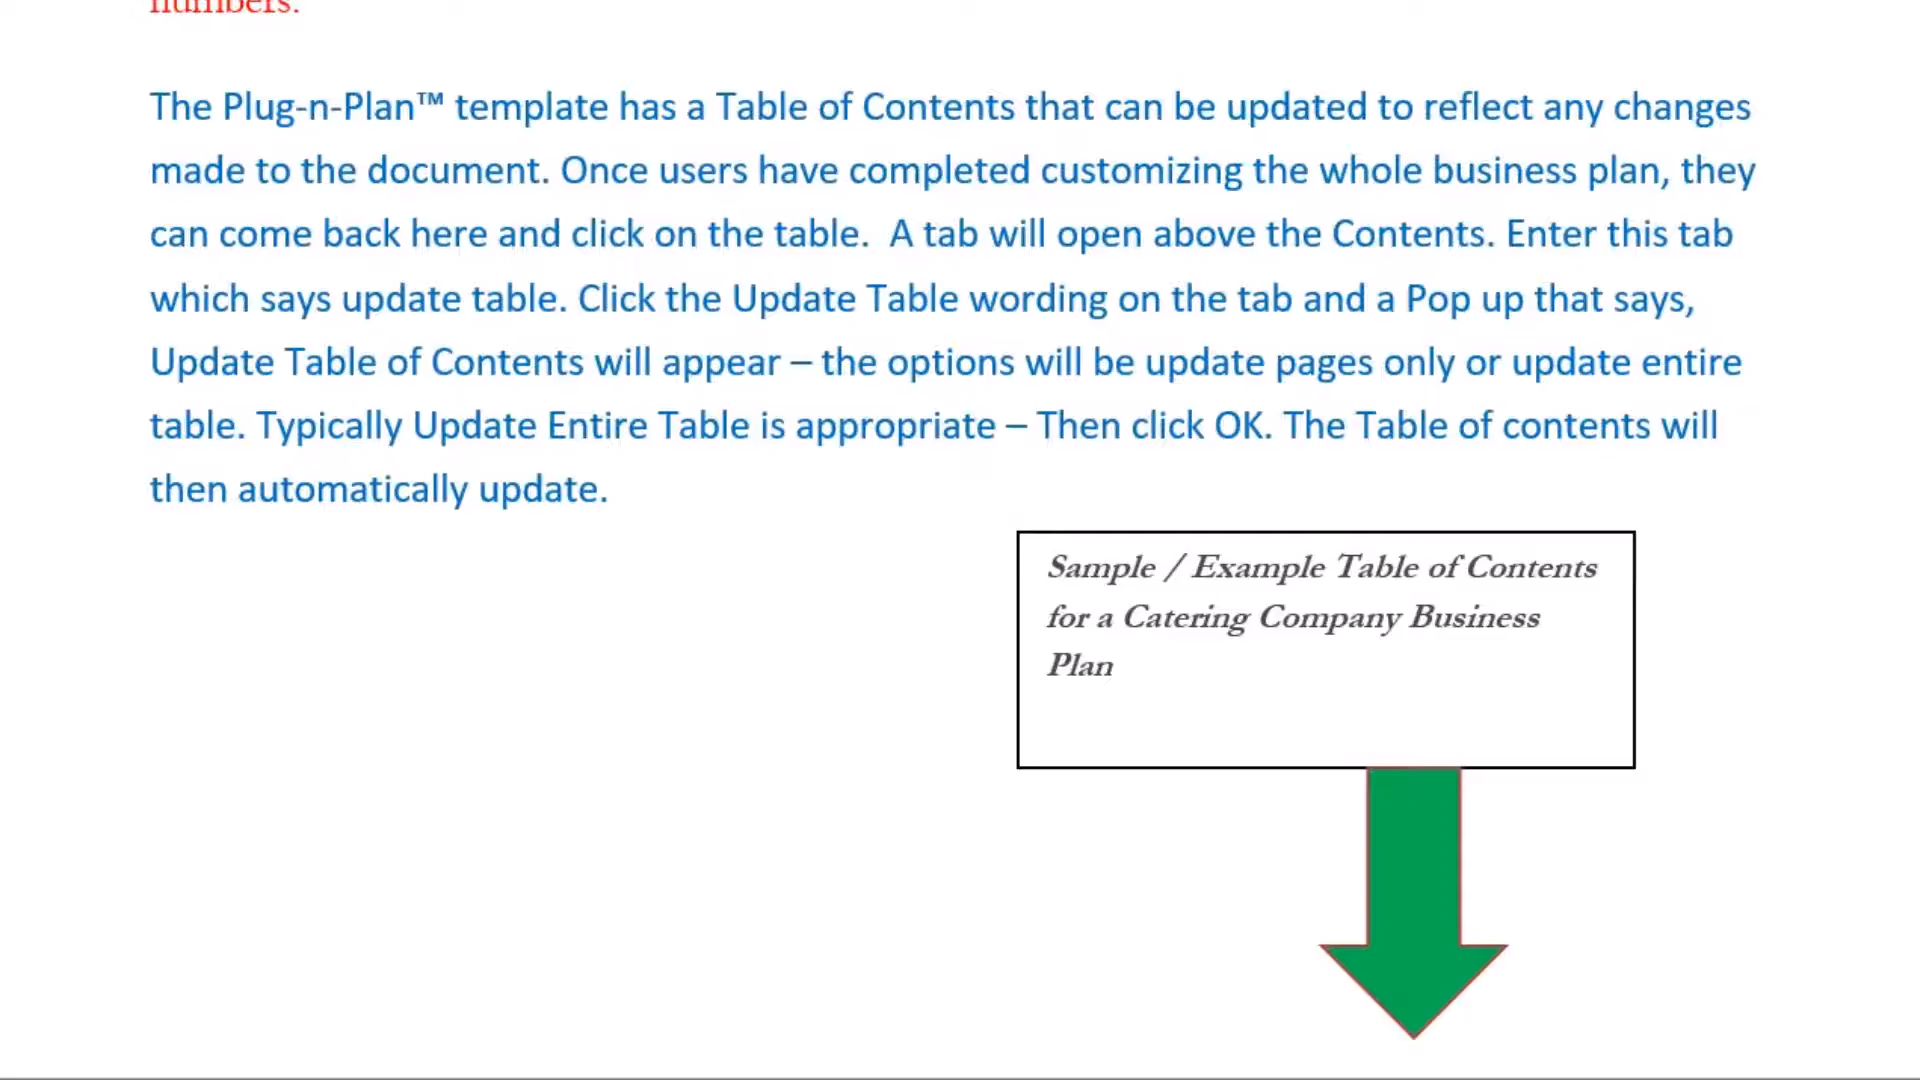 numbers.
The Plug-n-Plan™ template has a Table of Contents that can be updated to reflect any changes
made to the document. Once users have completed customizing the whole business plan, they
can come back here and click on the table.  A tab will open above the Contents. Enter this tab
which says update table. Click the Update Table wording on the tab and a Pop up that says,
Update Table of Contents will appear – the options will be update pages only or update entire
table. Typically Update Entire Table is appropriate – Then click OK. The Table of contents will
then automatically update.
Sample / Example Table of Contents
for a Catering Company Business
Plan